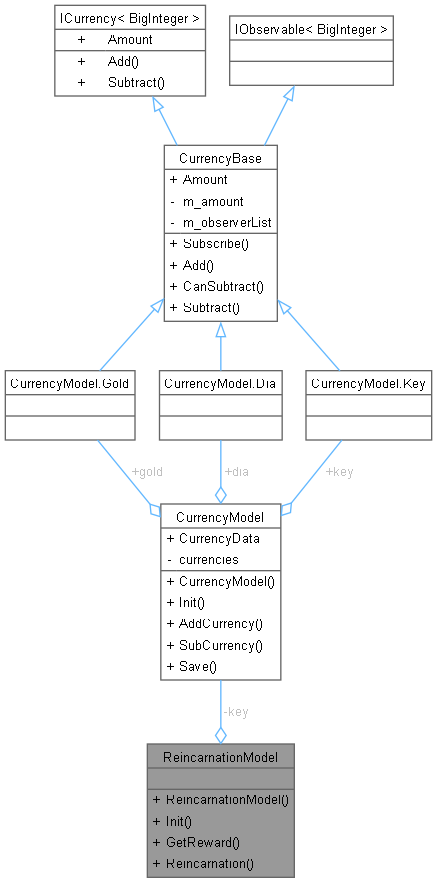 ICurrency< BigInteger >
+ Amount
+ Add()
+ Subtract()
IObservable< BigInteger >
CurrencyBase
+ Amount
- m_amount
- m_observerList
+ Subscribe()
+ Add()
+ CanSubtract()
+ Subtract()
CurrencyModel.Gold
CurrencyModel.Dia
CurrencyModel.Key
+gold
+dia
+key
CurrencyModel
+ CurrencyData
- currencies
+ CurrencyModel()
+ Init()
+ AddCurrency()
+ SubCurrency()
+ Save()
-key
ReincarnationModel
+ ReincarnationModel()
+ Init()
+ GetReward()
+ Reincarnation()